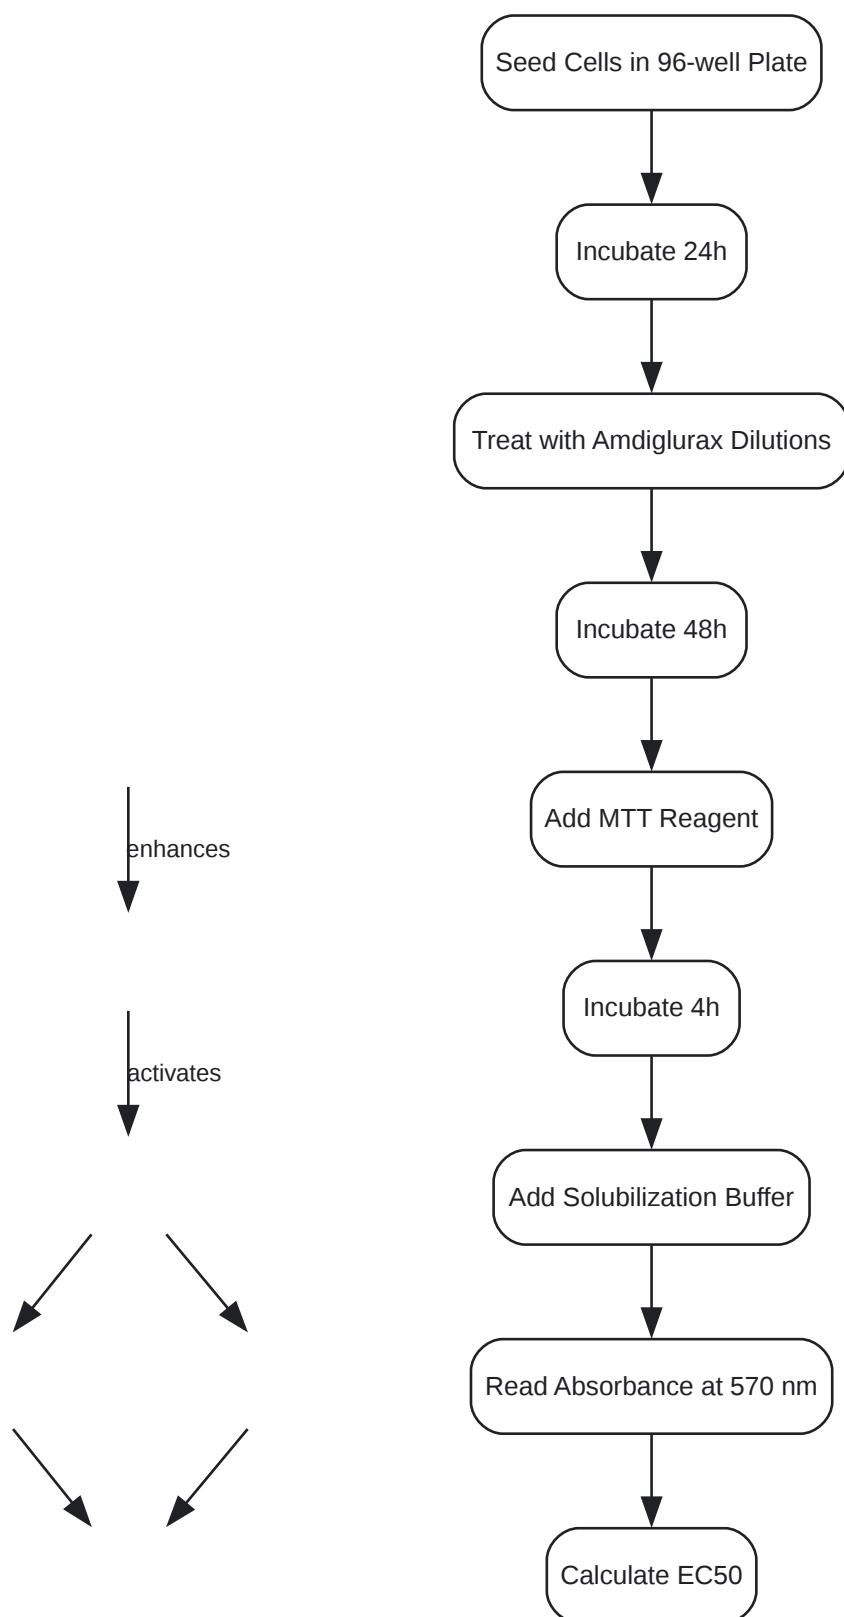 Seed Cells in 96-well Plate
Incubate 24h
Treat with Amdiglurax Dilutions
Incubate 48h
Add MTT Reagent
enhances
Incubate 4h
activates
Add Solubilization Buffer
Read Absorbance at 570 nm
Calculate EC50